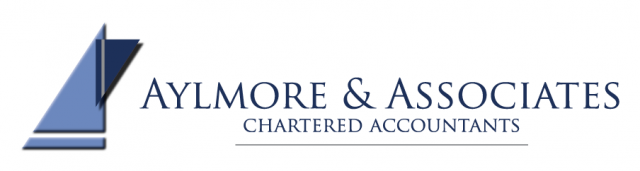 AYLMORE & ASSOCIATES
CHARTERED ACCOUNTANTS